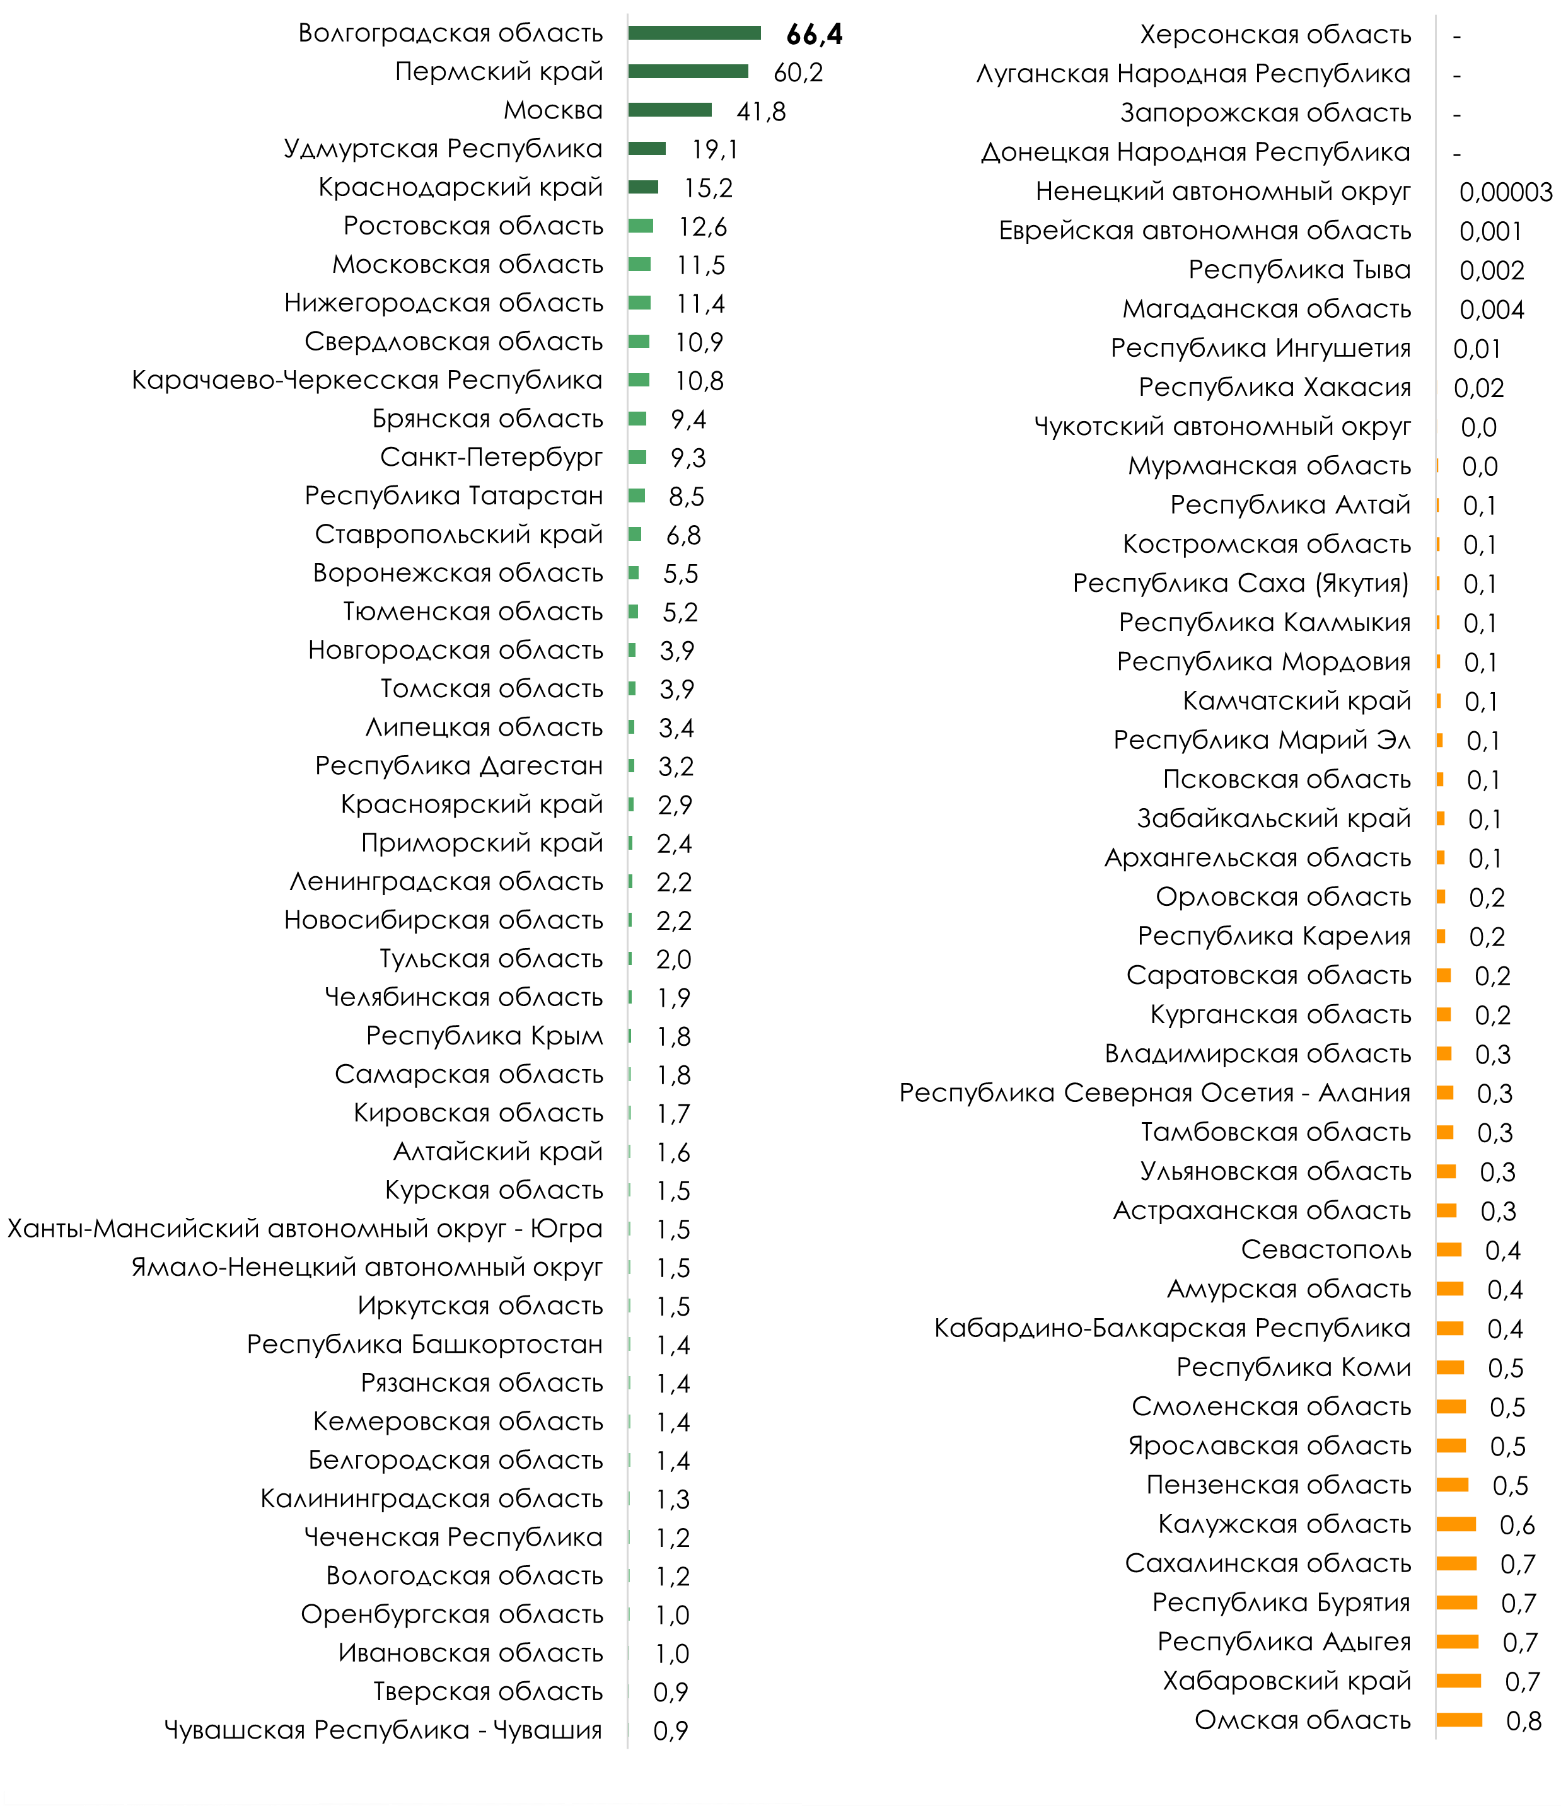 Волгоградская область 66,4
Пермский край 60,2
Москва 41,8
Удмуртская Республика 19,1
Краснодарский край 15,2
Ростовская область 12,6
Московская область 11,5
Нижегородская область 11,4
Свердловская область 10,9
Карачаево-Черкесская Республика 10,8
Брянская область 9,4
Санкт-Петербург 9,3
Республика Татарстан 8,5
Ставропольский край 6,8
Воронежская область 5,5
Тюменская область 5,2
Новгородская область 3,9
Томская область 3,9
Липецкая область 3,4
Республика Дагестан 3,2
Красноярский край 2,9
Приморский край 2,4
Ленинградская область 2,2
Новосибирская область 2,2
Тульская область 2,0
Челябинская область 1,9
Республика Крым 1,8
Самарская область 1,8
Кировская область 1,7
Алтайский край 1,6
Курская область 1,5
Ханты-Мансийский автономный округ - Югра 1,5
Ямало-Ненецкий автономный округ 1,5
Иркутская область 1,5
Республика Башкортостан 1,4
Рязанская область 1,4
Кемеровская область 1,4
Белгородская область 1,4
Калининградская область 1,3
Чеченская Республика 1,2
Вологодская область 1,2
Оренбургская область 1,0
Ивановская область 1,0
Тверская область 0,9
Чувашская Республика - Чувашия 0,9
Херсонская область -
Луганская Народная Республика -
Запорожская область -
Донецкая Народная Республика -
Ненецкий автономный округ 0,00003
Еврейская автономная область 0,001
Республика Тыва 0,002
Магаданская область 0,004
Республика Ингушетия 0,01
Республика Хакасия 0,02
Чукотский автономный округ 0,0
Мурманская область 0,0
Республика Алтай 0,1
Костромская область 0,1
Республика Саха (Якутия) 0,1
Республика Калмыкия 0,1
Республика Мордовия 0,1
Камчатский край 0,1
Республика Марий Эл 0,1
Псковская область 0,1
Забайкальский край 0,1
Архангельская область 0,1
Орловская область 0,2
Республика Карелия 0,2
Саратовская область 0,2
Курганская область 0,2
Владимирская область 0,3
Республика Северная Осетия - Алания 0,3
Тамбовская область 0,3
Ульяновская область 0,3
Астраханская область 0,3
Севастополь 0,4
Амурская область 0,4
Кабардино-Балкарская Республика 0,4
Республика Коми 0,5
Смоленская область 0,5
Ярославская область 0,5
Пензенская область 0,5
Калужская область 0,6
Сахалинская область 0,7
Республика Бурятия 0,7
Республика Адыгея 0,7
Хабаровский край 0,7
Омская область 0,8